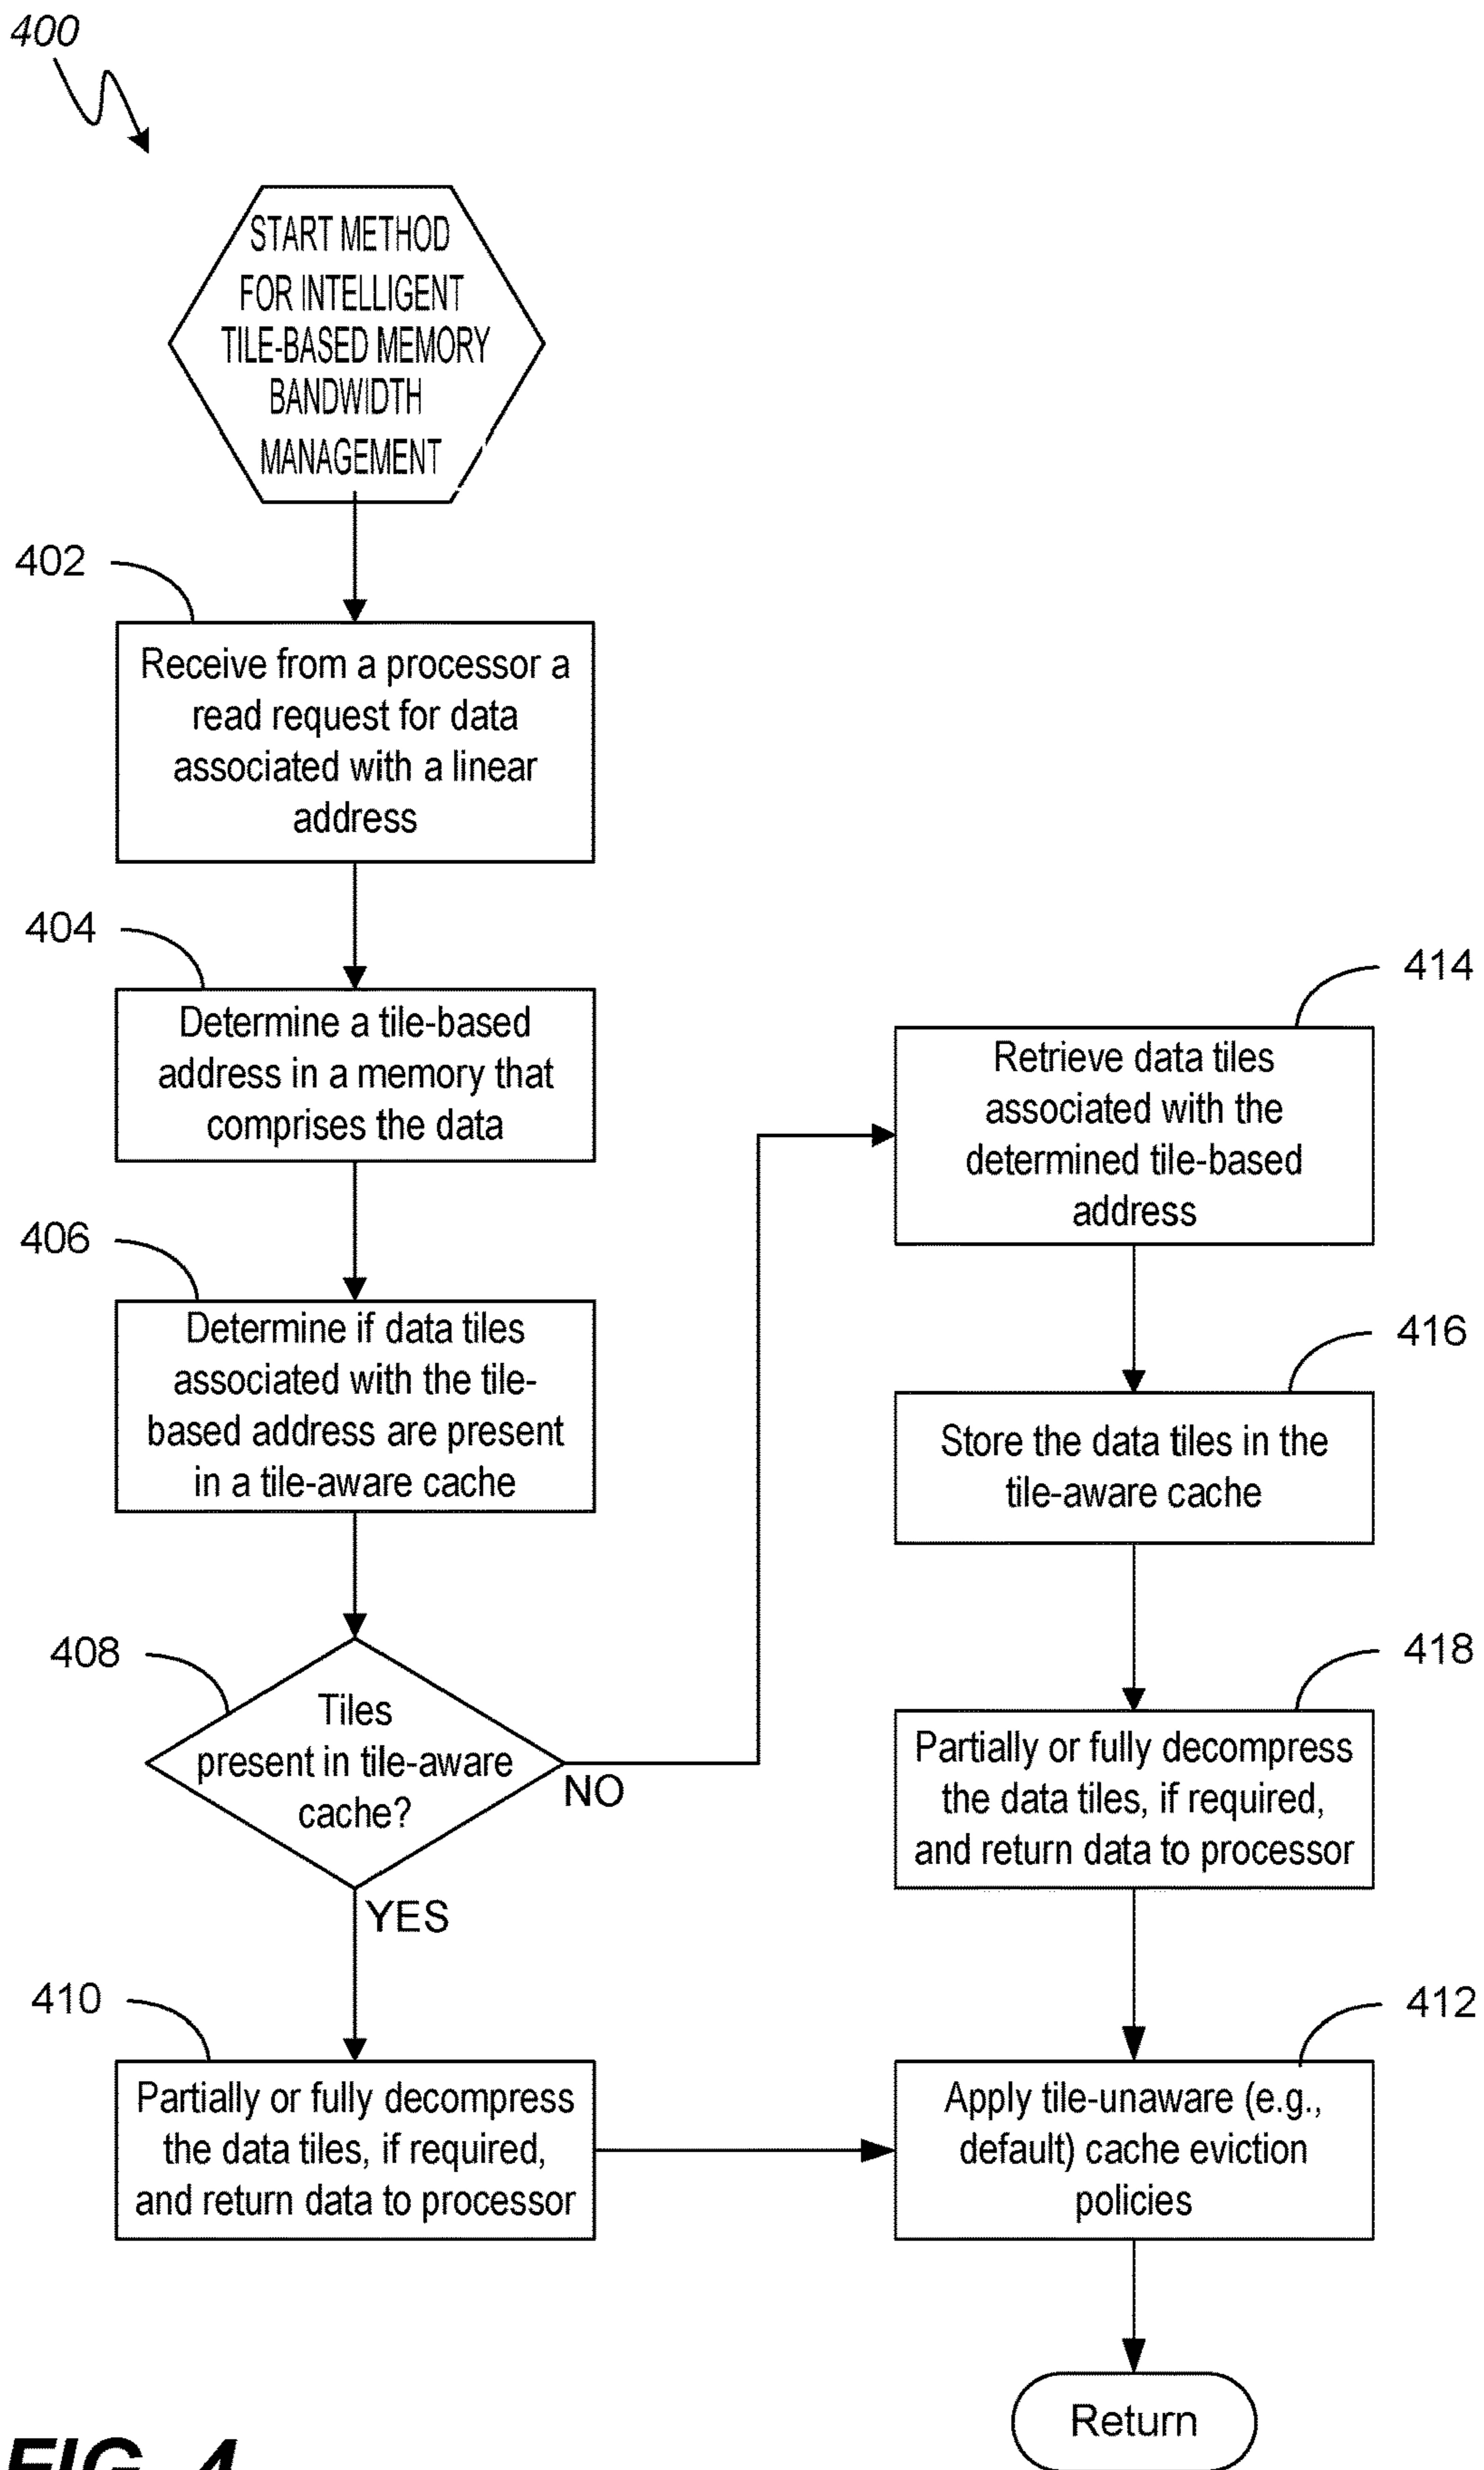 400
START METHOD
FOR INTELLIGENT
TILE-BASED MEMORY
BANDWIDTH
MANAGEMENT
402
Receive from a processor a
read request for data
associated with a linear
address
404
Determine a tile-based
address in a memory that
comprises the data
406
Determine if data tiles
associated with the tile-
based address are present
in a tile-aware cache
408
Tiles
present in tile-aware
cache?
NO
YES
410
Partially or fully decompress
the data tiles, if required,
and return data to processor
414
Retrieve data tiles
associated with the
determined tile-based
address
416
Store the data tiles in the
tile-aware cache
418
Partially or fully decompress
the data tiles, if required,
and return data to processor
412
Apply tile-unaware (e.g.,
default) cache eviction
policies
Return
FIG. 4